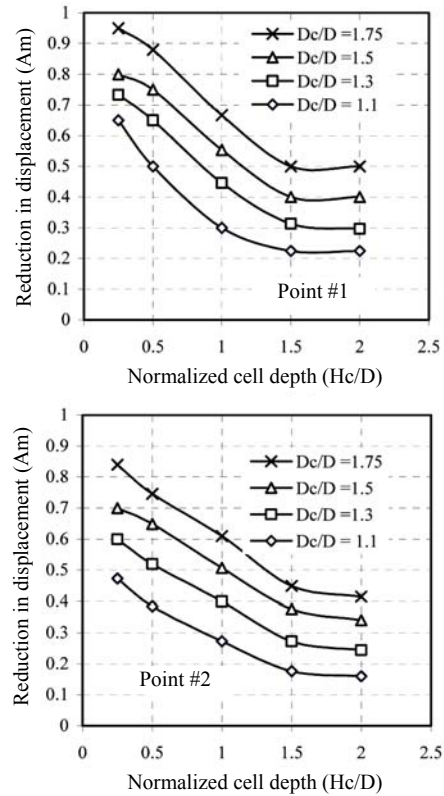 Reduction in displacement (Am)
1
0.9
0.8
0.7
0.6
0.5
0.4
0.3
0.2
0.1
0
Dc/D =1.75
Dc/D =1.5
Dc/D =1.3
Dc/D = 1.1
Point #1
0 0.5 1 1.5 2 2.5
Normalized cell depth (Hc/D)
Reduction in displacement (Am)
1
0.9
0.8
0.7
0.6
0.5
0.4
0.3
0.2
0.1
0
Dc/D =1.75
Dc/D =1.5
Dc/D =1.3
Dc/D = 1.1
Point #2
0 0.5 1 1.5 2 2.5
Normalized cell depth (Hc/D)